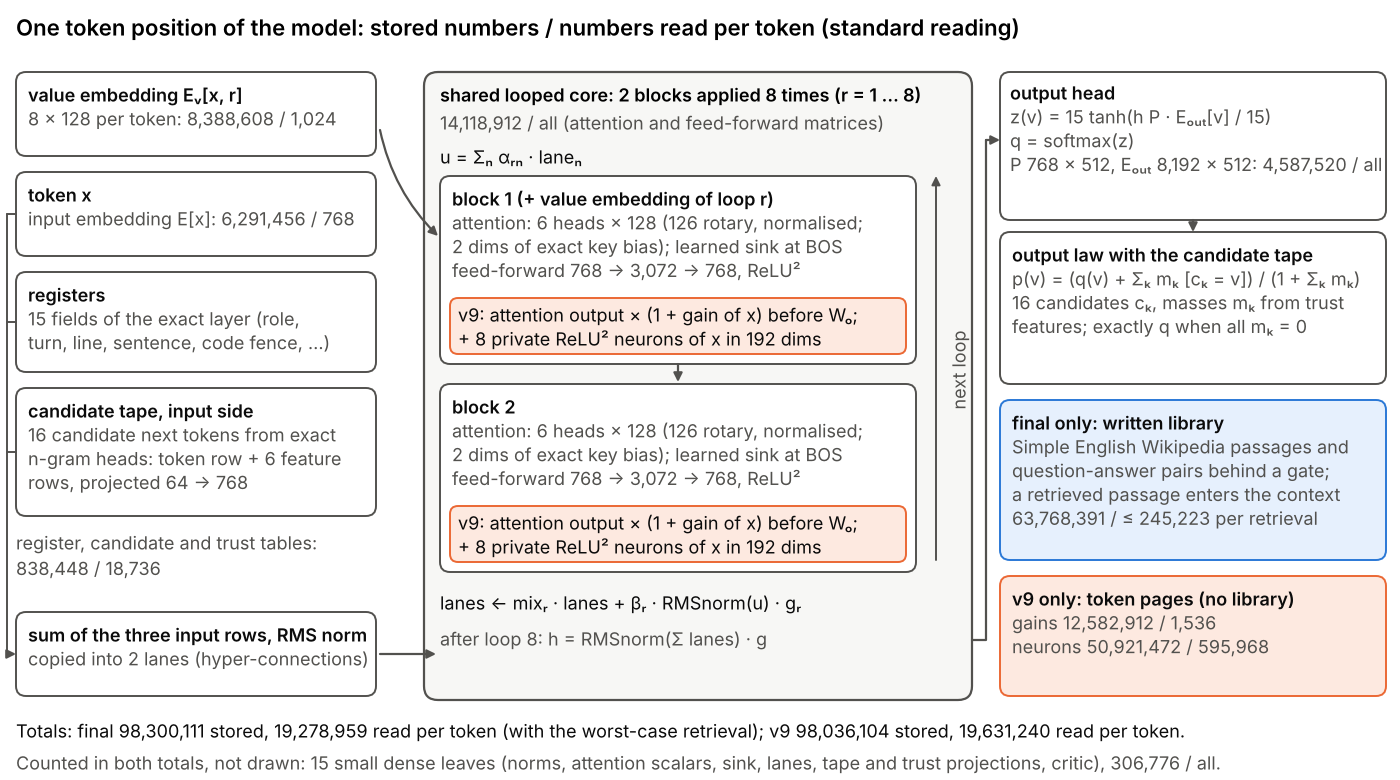 One token position of the model: stored numbers / numbers read per token (standard reading)
value embedding Eᵥ[x, r]
8 × 128 per token: 8,388,608 / 1,024
token x
input embedding E[x]: 6,291,456 / 768
registers
15 fields of the exact layer (role,
turn, line, sentence, code fence, ...)
candidate tape, input side
16 candidate next tokens from exact
n-gram heads: token row + 6 feature
rows, projected 64 → 768
register, candidate and trust tables:
838,448 / 18,736
sum of the three input rows, RMS norm
copied into 2 lanes (hyper-connections)
shared looped core: 2 blocks applied 8 times (r = 1 … 8)
14,118,912 / all (attention and feed-forward matrices)
u = Σₙ αᵣₙ · laneₙ
block 1 (+ value embedding of loop r)
attention: 6 heads × 128 (126 rotary, normalised;
2 dims of exact key bias); learned sink at BOS
feed-forward 768 → 3,072 → 768, ReLU²
v9: attention output × (1 + gain of x) before Wₒ;
+ 8 private ReLU² neurons of x in 192 dims
block 2
attention: 6 heads × 128 (126 rotary, normalised;
2 dims of exact key bias); learned sink at BOS
feed-forward 768 → 3,072 → 768, ReLU²
v9: attention output × (1 + gain of x) before Wₒ;
+ 8 private ReLU² neurons of x in 192 dims
next loop
lanes ← mixᵣ · lanes + βᵣ · RMSnorm(u) · gᵣ
after loop 8: h = RMSnorm(Σ lanes) · g
output head
z(v) = 15 tanh(h P · Eₒᵤₜ[v] / 15)
q = softmax(z)
P 768 × 512, Eₒᵤₜ 8,192 × 512: 4,587,520 / all
output law with the candidate tape
p(v) = (q(v) + Σₖ mₖ [cₖ = v]) / (1 + Σₖ mₖ)
16 candidates cₖ, masses mₖ from trust
features; exactly q when all mₖ = 0
final only: written library
Simple English Wikipedia passages and
question-answer pairs behind a gate;
a retrieved passage enters the context
63,768,391 / ≤ 245,223 per retrieval
v9 only: token pages (no library)
gains 12,582,912 / 1,536
neurons 50,921,472 / 595,968
Totals: final 98,300,111 stored, 19,278,959 read per token (with the worst-case retrieval); v9 98,036,104 stored, 19,631,240 read per token.
Counted in both totals, not drawn: 15 small dense leaves (norms, attention scalars, sink, lanes, tape and trust projections, critic), 306,776 / all.